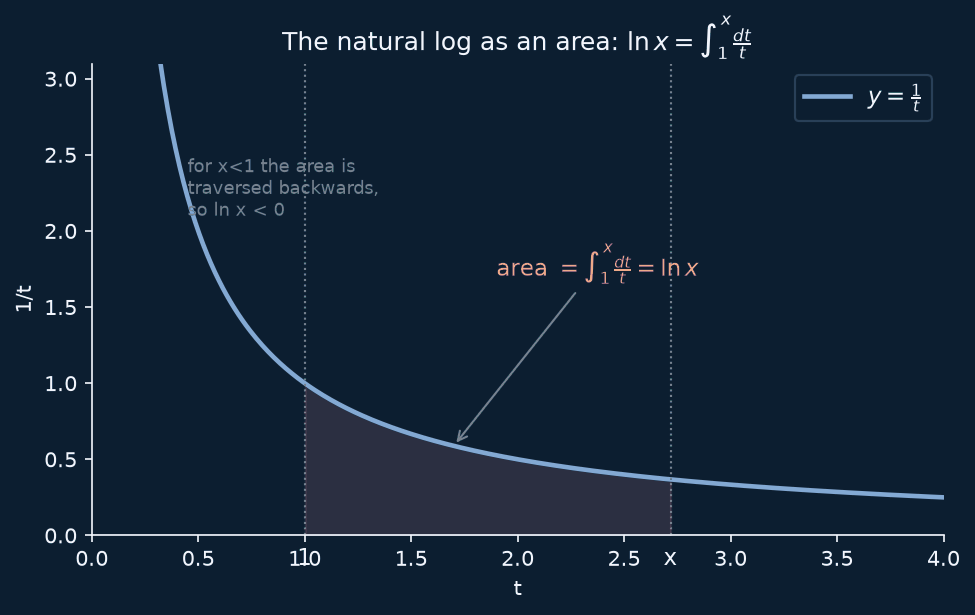 The natural log as an area: ln x = ∫₁ˣ dt/t
y = 1/t
3.0
2.5
2.0
1.5
1.0
0.5
0.0
1/t
for x<1 the area is
traversed backwards,
so ln x < 0
area = ∫₁ˣ dt/t = ln x
0.0 0.5 1.0 1.5 2.0 2.5 3.0 3.5 4.0
1 x
t